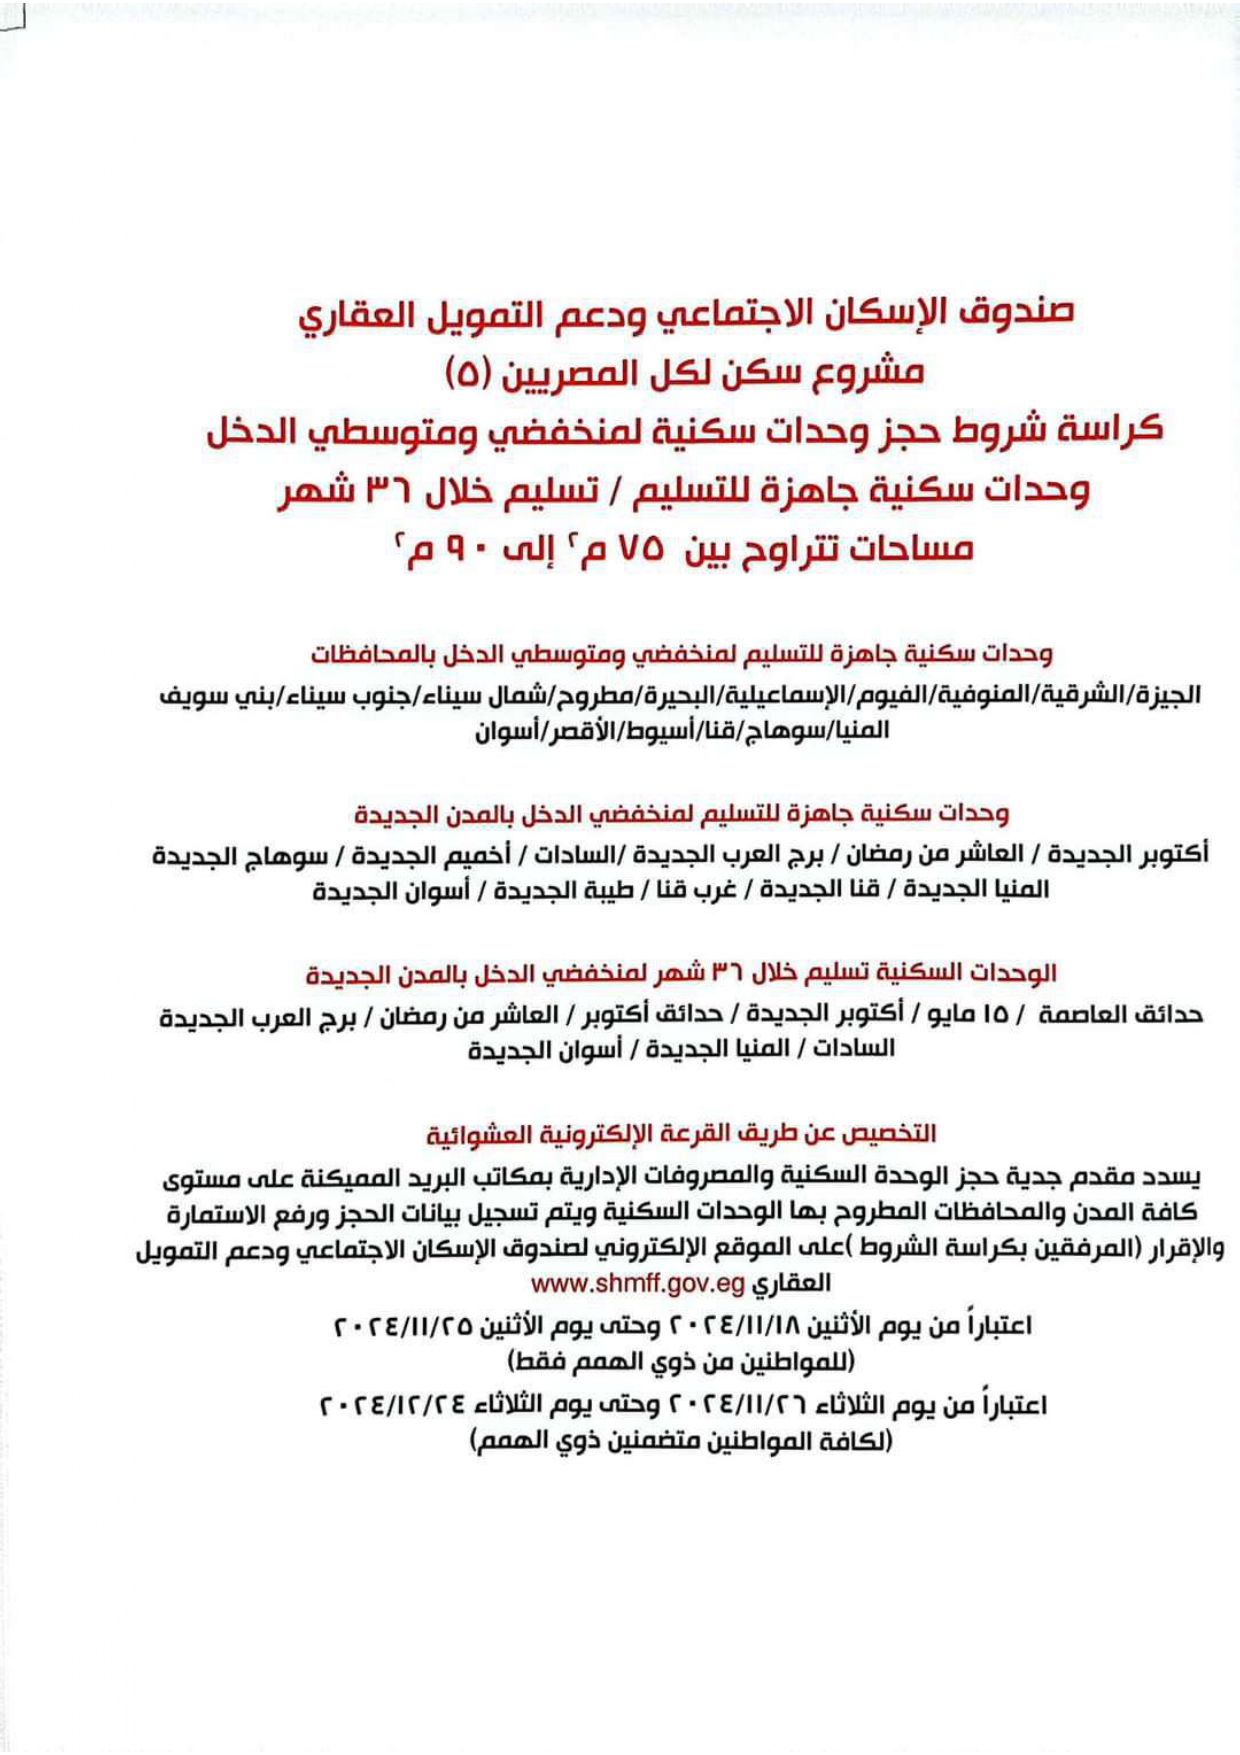 صندوق الإسكان الاجتماعي ودعم التمويل العقاري
مشروع سكن لكل المصريين (٥)
كراسة شروط حجز وحدات سكنية لمنخفضي ومتوسطي الدخل
وحدات سكنية جاهزة للتسليم / تسليم خلال ٣٦ شهر
مساحات تتراوح بين ٧٥ م٢ إلى ٩٠ م٢
وحدات سكنية جاهزة للتسليم لمنخفضي ومتوسطي الدخل بالمحافظات
الجيزة/الشرقية/المنوفية/الفيوم/الإسماعيلية/البحيرة/مطروح/شمال سيناء/جنوب سيناء/بني سويف
المنيا/سوهاج/قنا/أسيوط/الأقصر/أسوان
وحدات سكنية جاهزة للتسليم لمنخفضي الدخل بالمدن الجديدة
أكتوبر الجديدة / العاشر من رمضان / برج العرب الجديدة /السادات / أخميم الجديدة / سوهاج الجديدة
المنيا الجديدة / قنا الجديدة / غرب قنا / طيبة الجديدة / أسوان الجديدة
الوحدات السكنية تسليم خلال ٣٦ شهر لمنخفضي الدخل بالمدن الجديدة
حدائق العاصمة / ١٥ مايو / أكتوبر الجديدة / حدائق أكتوبر / العاشر من رمضان / برج العرب الجديدة
السادات / المنيا الجديدة / أسوان الجديدة
التخصيص عن طريق القرعة الإلكترونية العشوائية
يسدد مقدم جدية حجز الوحدة السكنية والمصروفات الإدارية بمكاتب البريد المميكنة على مستوى
كافة المدن والمحافظات المطروح بها الوحدات السكنية ويتم تسجيل بيانات الحجز ورفع الاستمارة
والإقرار (المرفقين بكراسة الشروط )على الموقع الإلكتروني لصندوق الإسكان الاجتماعي ودعم التمويل
العقاري www.shmff.gov.eg
اعتباراً من يوم الأثنين ٢٠٢٤/١١/١٨ وحتى يوم الأثنين ٢٠٢٤/١١/٢٥
(للمواطنين من ذوي الهمم فقط)
اعتباراً من يوم الثلاثاء ٢٠٢٤/١١/٢٦ وحتى يوم الثلاثاء ٢٠٢٤/١٢/٢٤
(لكافة المواطنين متضمنين ذوي الهمم)